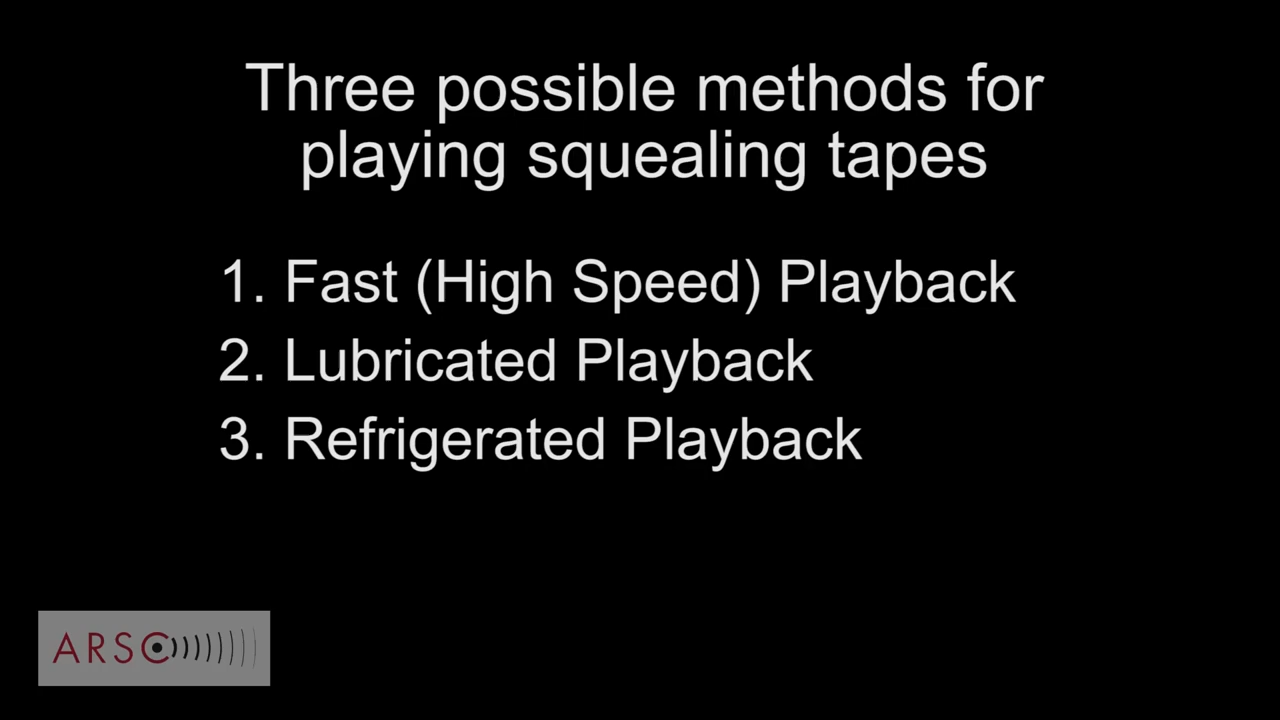 Three possible methods for
playing squealing tapes
1. Fast (High Speed) Playback
2. Lubricated Playback
3. Refrigerated Playback
ARSC